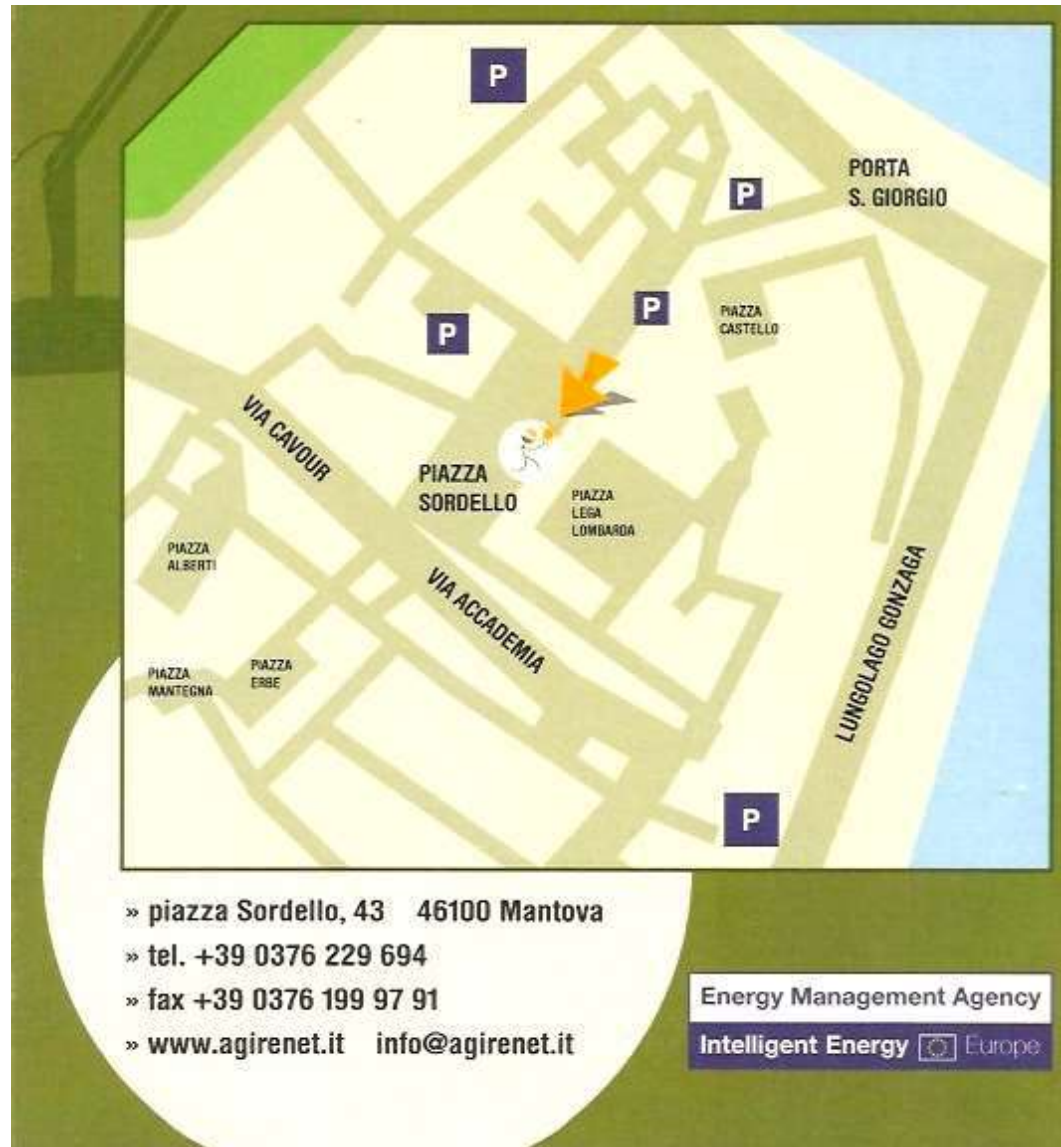 P
PORTA
S. GIORGIO
P
P
PIAZZA
CASTELLO
P
VIA CAVOUR
PIAZZA
SORDELLO
PIAZZA
LEGA
LOMBARDA
PIAZZA
ALBERTI
VIA ACCADEMIA
LUNGOLAGO GONZAGA
PIAZZA
MANTEGNA
PIAZZA
ERBE
P
» piazza Sordello, 43 46100 Mantova
» tel. +39 0376 229 694
» fax +39 0376 199 97 91
» www.agirenet.it info@agirenet.it
Energy Management Agency
Intelligent Energy Europe